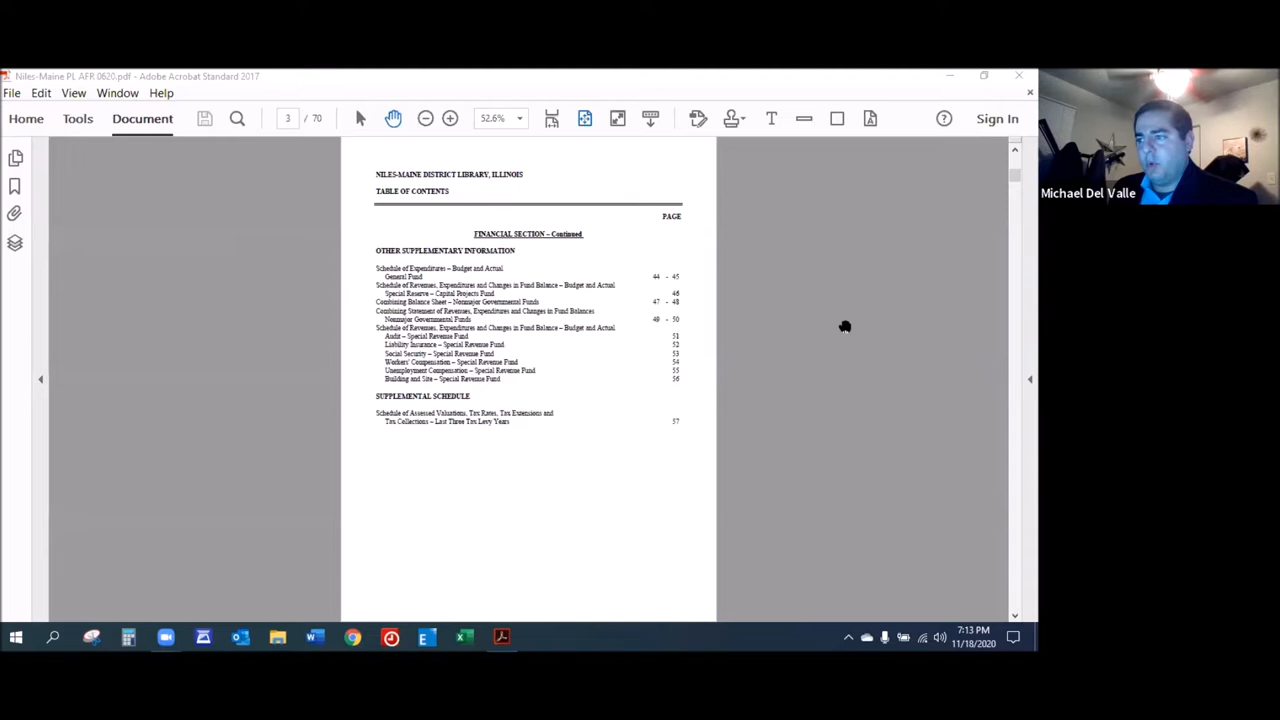 Niles-Maine PL AFR 0620.pdf - Adobe Acrobat Standard 2017
File Edit View Window Help
Home Tools Document 3 / 70 52.6% Sign In
NILES-MAINE DISTRICT LIBRARY, ILLINOIS
TABLE OF CONTENTS
PAGE
FINANCIAL SECTION – Continued
OTHER SUPPLEMENTARY INFORMATION
Schedule of Expenditures – Budget and Actual
General Fund 44 - 45
Schedule of Revenues, Expenditures and Changes in Fund Balance – Budget and Actual
Special Reserve – Capital Projects Fund 46
Combining Balance Sheet – Nonmajor Governmental Funds 47 - 48
Combining Statement of Revenues, Expenditures and Changes in Fund Balances
Nonmajor Governmental Funds 49 - 50
Schedule of Revenues, Expenditures and Changes in Fund Balance – Budget and Actual
Audit – Special Revenue Fund 51
Liability Insurance – Special Revenue Fund 52
Social Security – Special Revenue Fund 53
Workers' Compensation – Special Revenue Fund 54
Unemployment Compensation – Special Revenue Fund 55
Building and Site – Special Revenue Fund 56
SUPPLEMENTAL SCHEDULE
Schedule of Assessed Valuations, Tax Rates, Tax Extensions and
Tax Collections – Last Three Tax Levy Years 57
Michael Del Valle
7:13 PM
11/18/2020